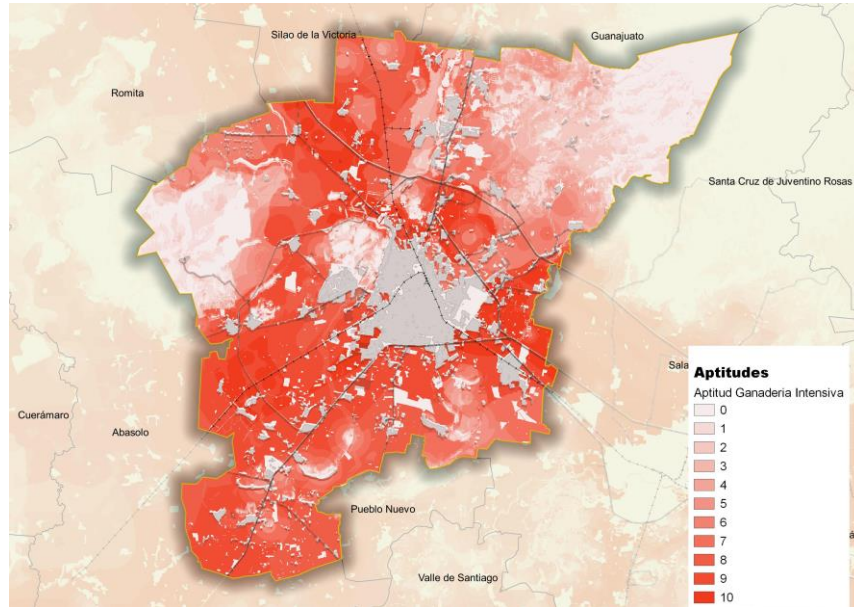 Silao de la Victoria
Guanajuato
Romita
Santa Cruz de Juventino Rosas
Sala
Cuerámaro
Abasolo
Pueblo Nuevo
Valle de Santiago
Aptitudes
Aptitud Ganaderia Intensiva
0
1
2
3
4
5
6
7
8
9
10